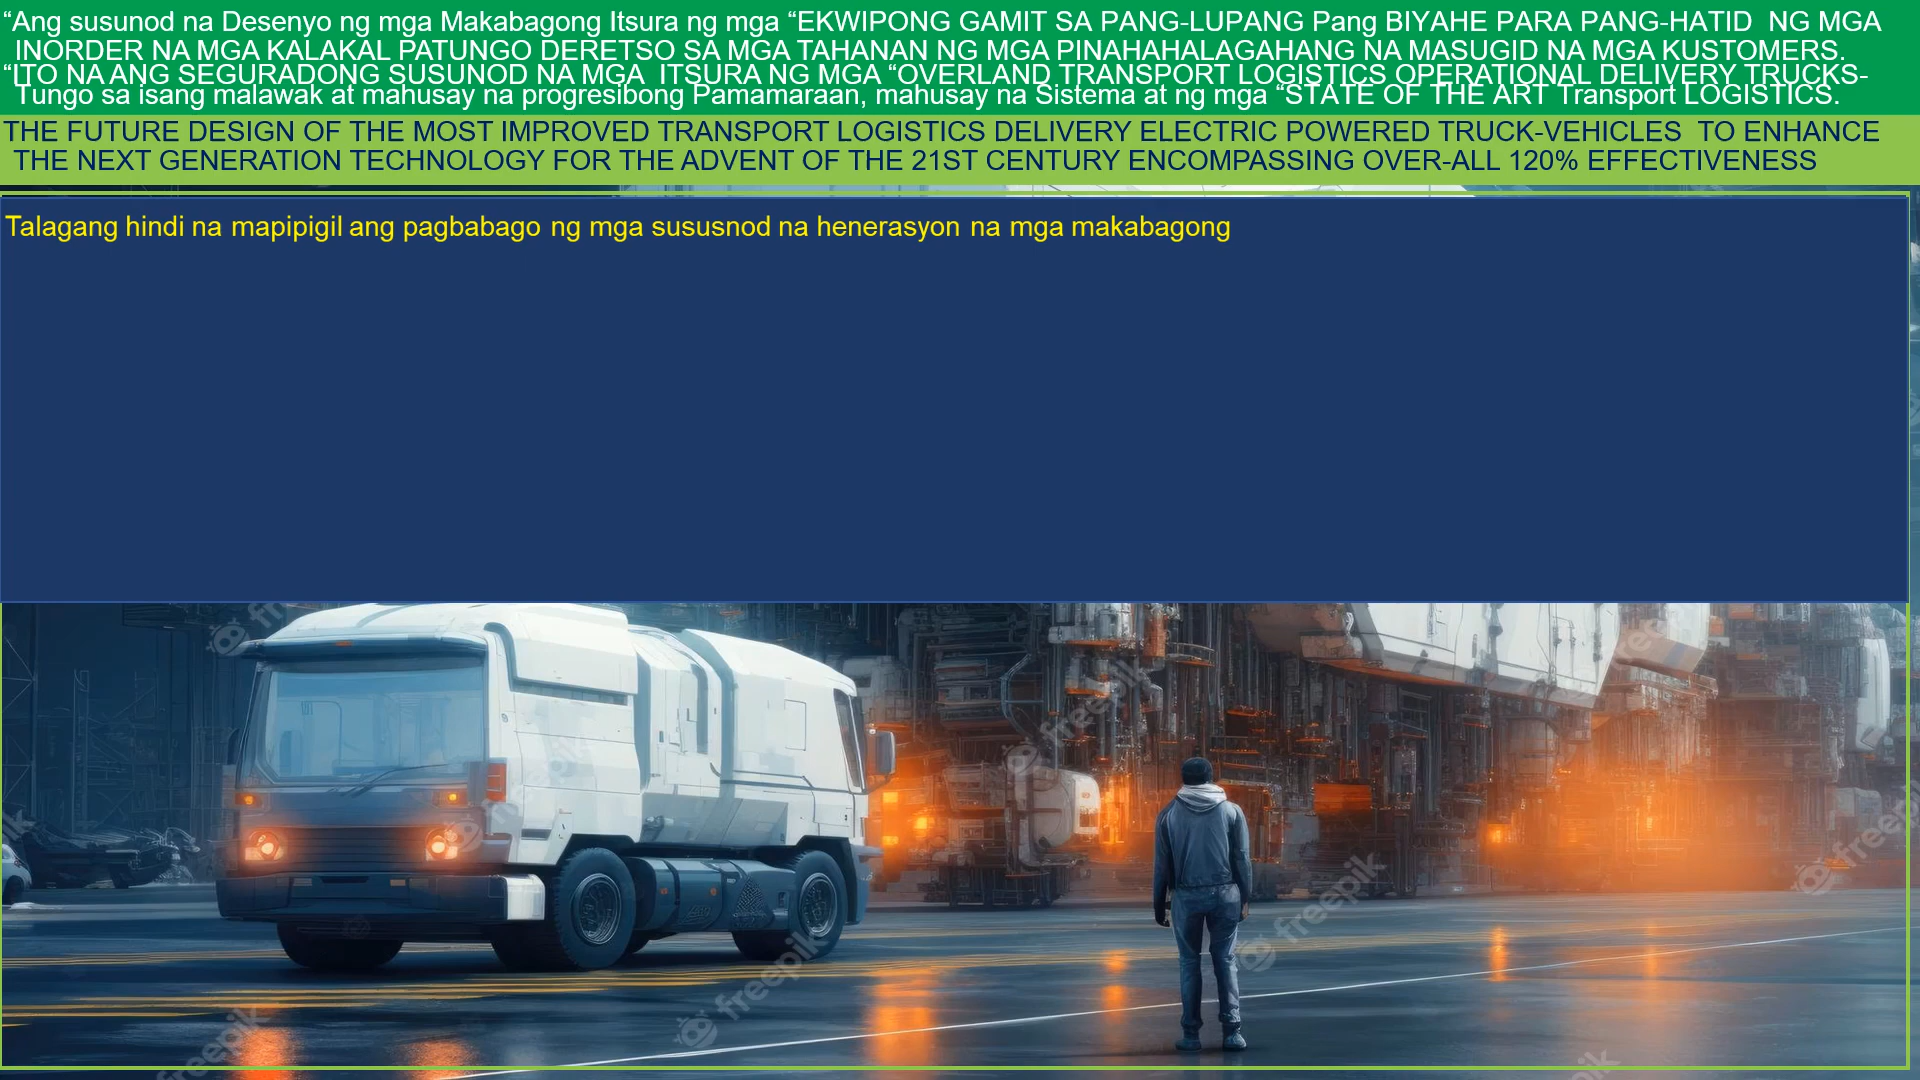 “Ang susunod na Desenyo ng mga Makabagong Itsura ng mga “EKWIPONG GAMIT SA PANG-LUPANG Pang BIYAHE PARA PANG-HATID NG MGA
INORDER NA MGA KALAKAL PATUNGO DERETSO SA MGA TAHANAN NG MGA PINAHAHALAGAHANG NA MASUGID NA MGA KUSTOMERS.
“ITO NA ANG SEGURADONG SUSUNOD NA MGA ITSURA NG MGA “OVERLAND TRANSPORT LOGISTICS OPERATIONAL DELIVERY TRUCKS-
Tungo sa isang malawak at mahusay na progresibong Pamamaraan, mahusay na Sistema at ng mga “STATE OF THE ART Transport LOGISTICS.
THE FUTURE DESIGN OF THE MOST IMPROVED TRANSPORT LOGISTICS DELIVERY ELECTRIC POWERED TRUCK-VEHICLES TO ENHANCE
THE NEXT GENERATION TECHNOLOGY FOR THE ADVENT OF THE 21ST CENTURY ENCOMPASSING OVER-ALL 120% EFFECTIVENESS
Talagang hindi na mapipigil ang pagbabago ng mga sususnod na henerasyon na mga makabagong
freepik
freepik
freepik
freepik
freepik